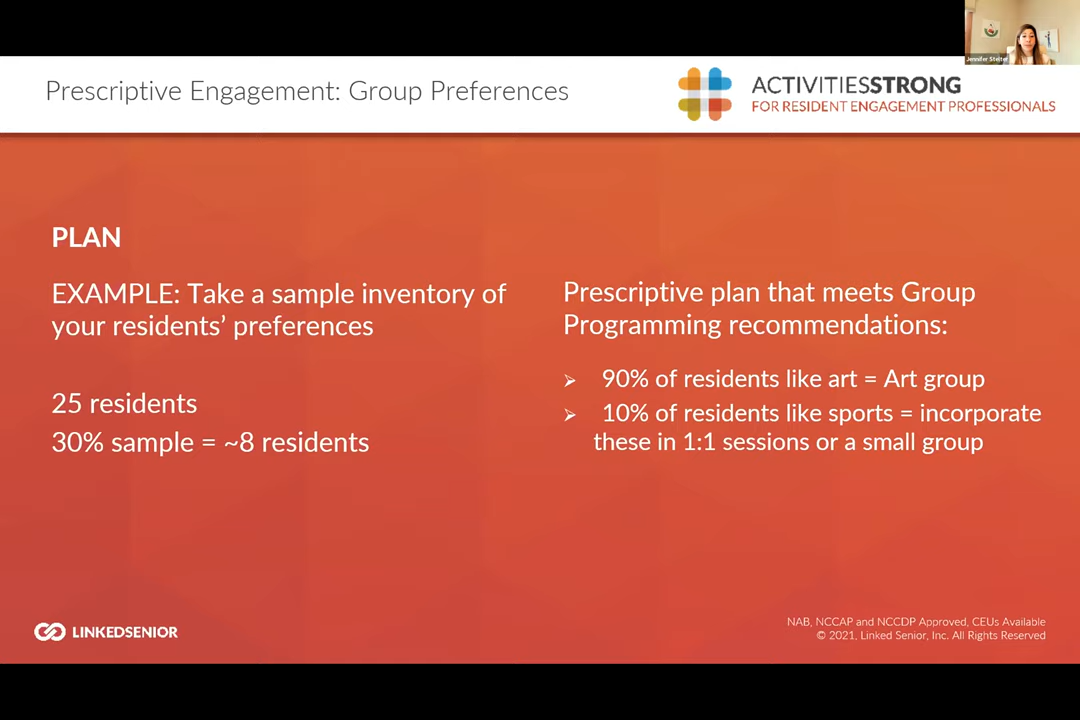 Jennifer Stelter
Prescriptive Engagement: Group Preferences
ACTIVITIESSTRONG
FOR RESIDENT ENGAGEMENT PROFESSIONALS
PLAN
EXAMPLE: Take a sample inventory of
your residents’ preferences
25 residents
30% sample = ~8 residents
Prescriptive plan that meets Group
Programming recommendations:
➢ 90% of residents like art = Art group
➢ 10% of residents like sports = incorporate
these in 1:1 sessions or a small group
LINKEDSENIOR
NAB, NCCAP and NCCDP Approved, CEUs Available
© 2021, Linked Senior, Inc. All Rights Reserved